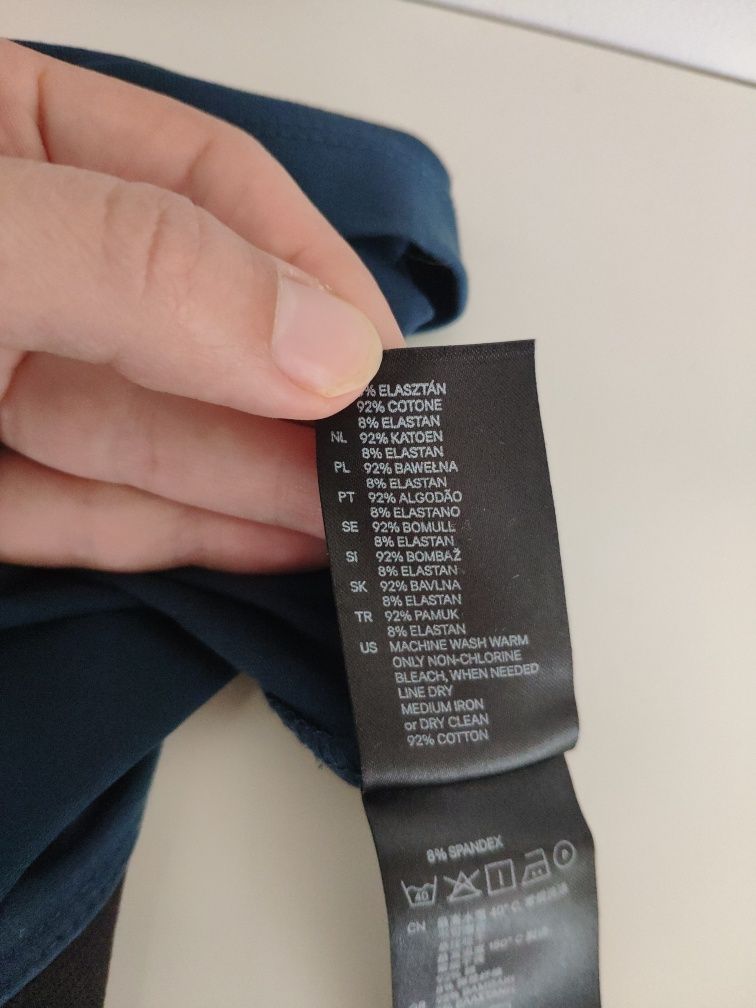 % ELASZTÁN
92% COTONE
8% ELASTAN
NL 92% KATOEN
8% ELASTAN
PL 92% BAWEŁNA
8% ELASTAN
PT 92% ALGODÃO
8% ELASTANO
SE 92% BOMULL
8% ELASTAN
SI 92% BOMBAŽ
8% ELASTAN
SK 92% BAVLNA
8% ELASTAN
TR 92% PAMUK
8% ELASTAN
US MACHINE WASH WARM
ONLY NON-CHLORINE
BLEACH, WHEN NEEDED
LINE DRY
MEDIUM IRON
or DRY CLEAN
92% COTTON
8% SPANDEX
40 P
CN 40° C,
150° C